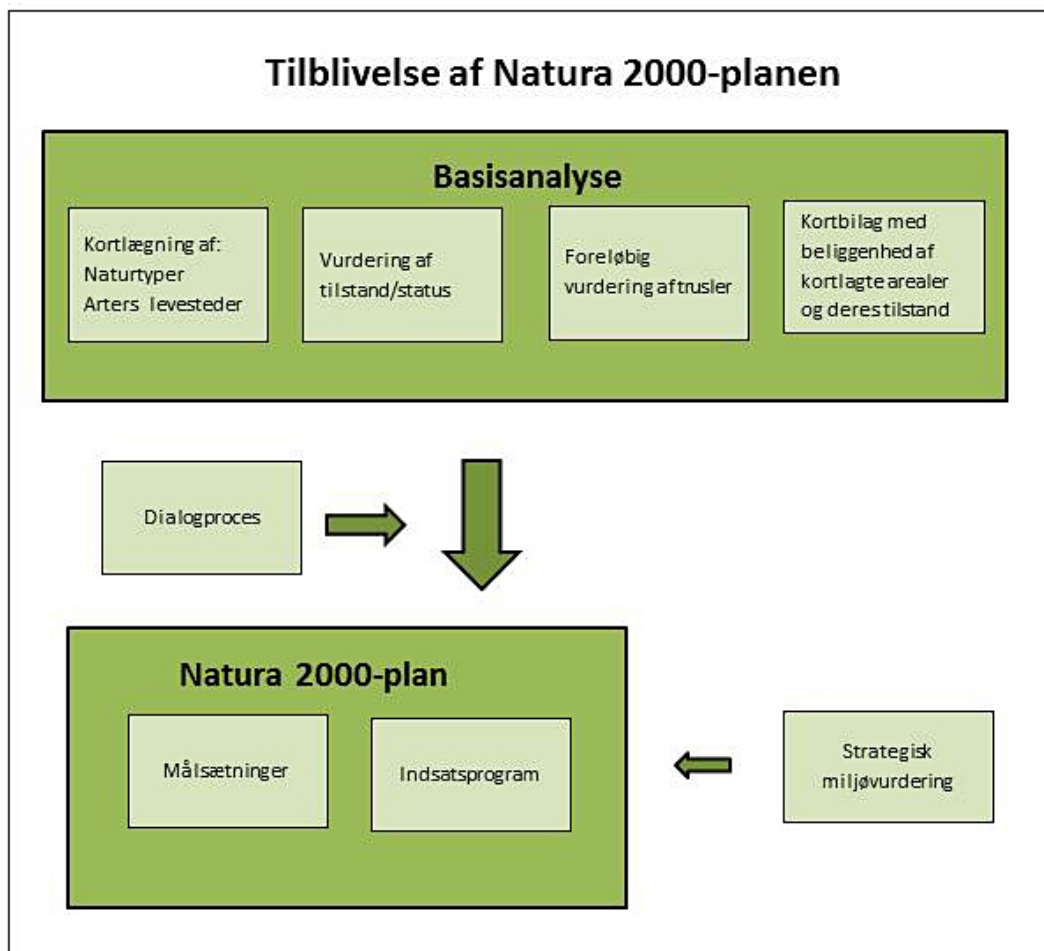 Tilblivelse af Natura 2000-planen
Basisanalyse
Kortlægning af:
Naturtyper
Arters levesteder
Vurdering af
tilstand/status
Foreløbig
vurdering af trusler
Kortbilag med
beliggenhed af
kortlagte arealer
og deres tilstand
Dialogproces
Natura 2000-plan
Målsætninger
Indsatsprogram
Strategisk
miljøvurdering